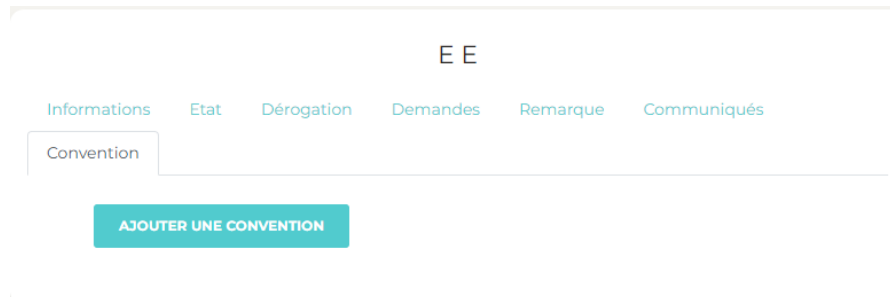 E E
Informations Etat Dérogation Demandes Remarque Communiqués
Convention
AJOUTER UNE CONVENTION